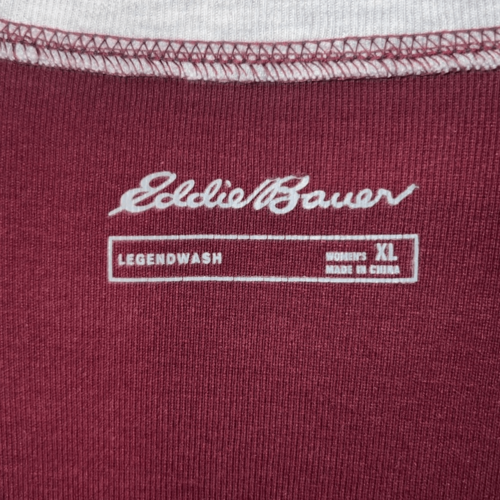 Eddie Bauer
LEGENDWASH
WOMEN'S XL
MADE IN CHINA